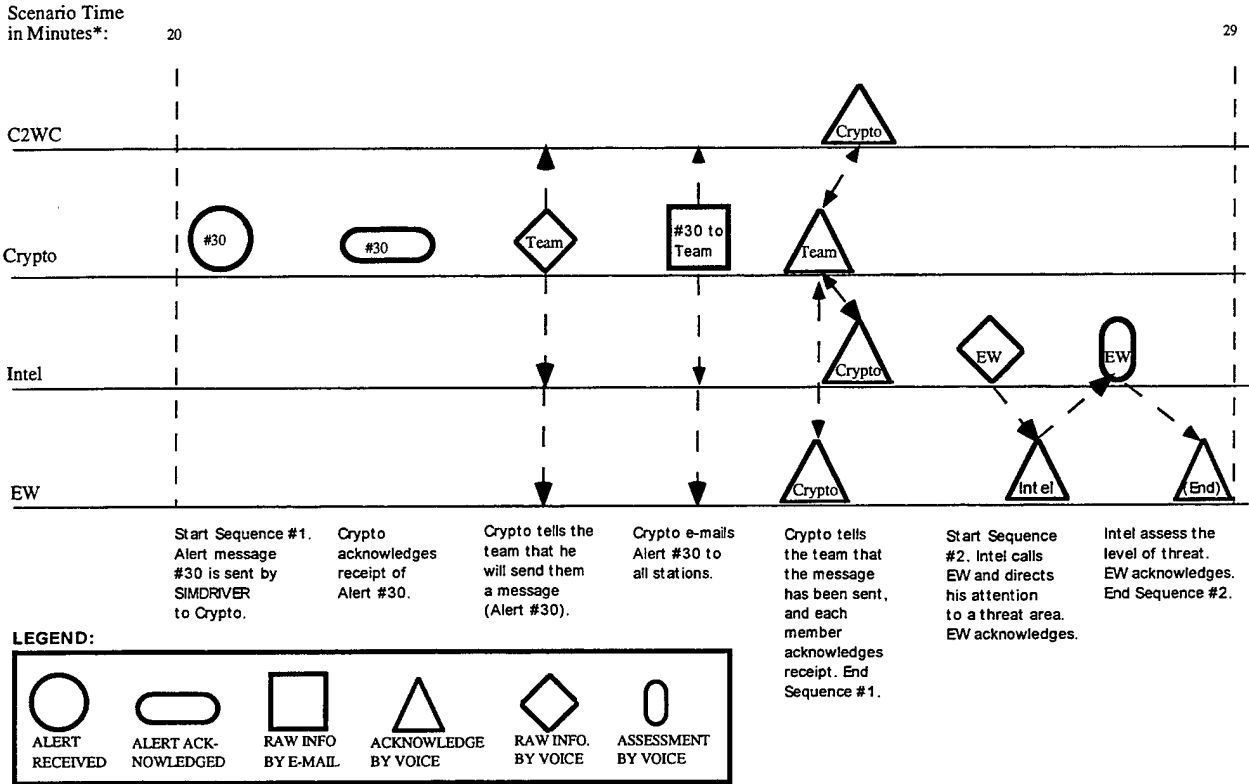 Scenario Time
in Minutes*:
20
29
C2WC
Crypto
Crypto
#30
#30
Team
#30 to
Team
Team
Intel
Crypto
EW
EW
EW
Crypto
Intel
(End)
Start Sequence #1.
Alert message
#30 is sent by
SIMDRIVER
to Crypto.
Crypto
acknowledges
receipt of
Alert #30.
Crypto tells the
team that he
will send them
a message
(Alert #30).
Crypto e-mails
Alert #30 to
all stations.
Crypto tells
the team that
the message
has been sent,
and each
member
acknowledges
receipt. End
Sequence #1.
Start Sequence
#2. Intel calls
EW and directs
his attention
to a threat area.
EW acknowledges.
Intel assess the
level of threat.
EW acknowledges.
End Sequence #2.
LEGEND:
ALERT
RECEIVED
ALERT ACK-
NOWLEDGED
RAW INFO
BY E-MAIL
ACKNOWLEDGE
BY VOICE
RAW INFO.
BY VOICE
ASSESSMENT
BY VOICE